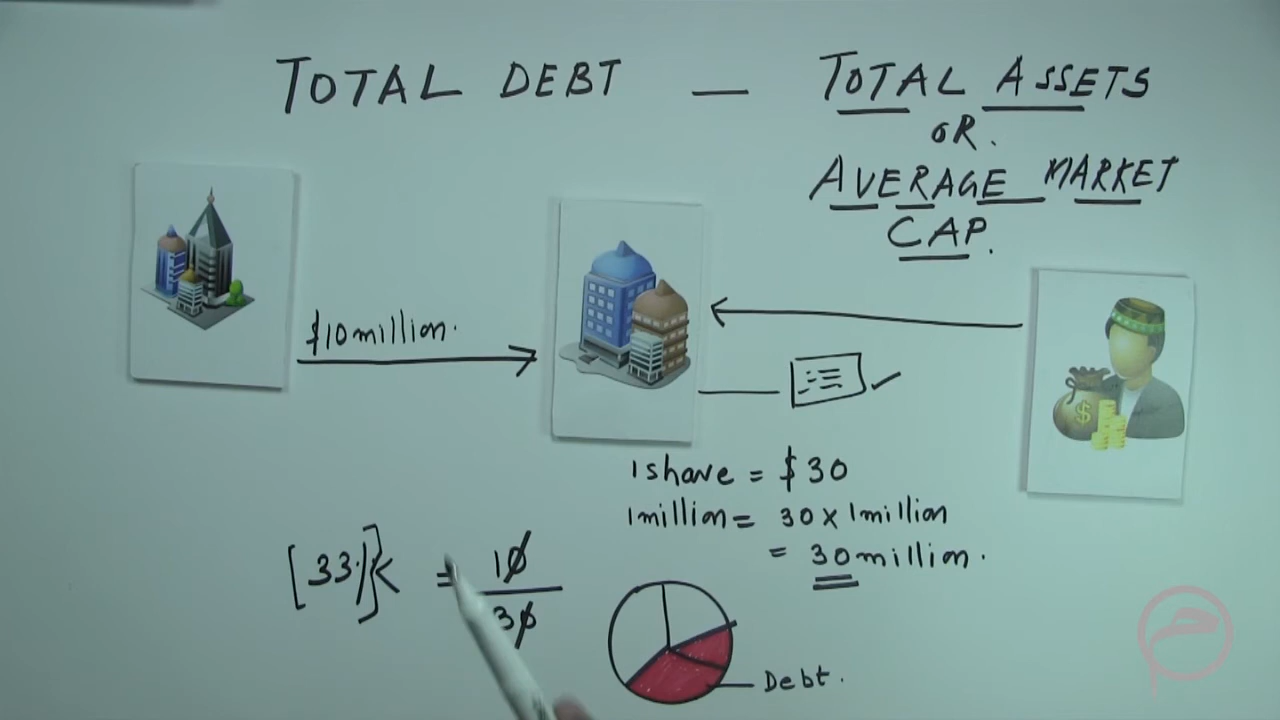 TOTAL DEBT — TOTAL ASSETS
OR.
AVERAGE MARKET
CAP.
$10 million.
1 share = $30
1 million = 30 x 1 million
= 30 million.
[33%]< = 10
30
Debt.